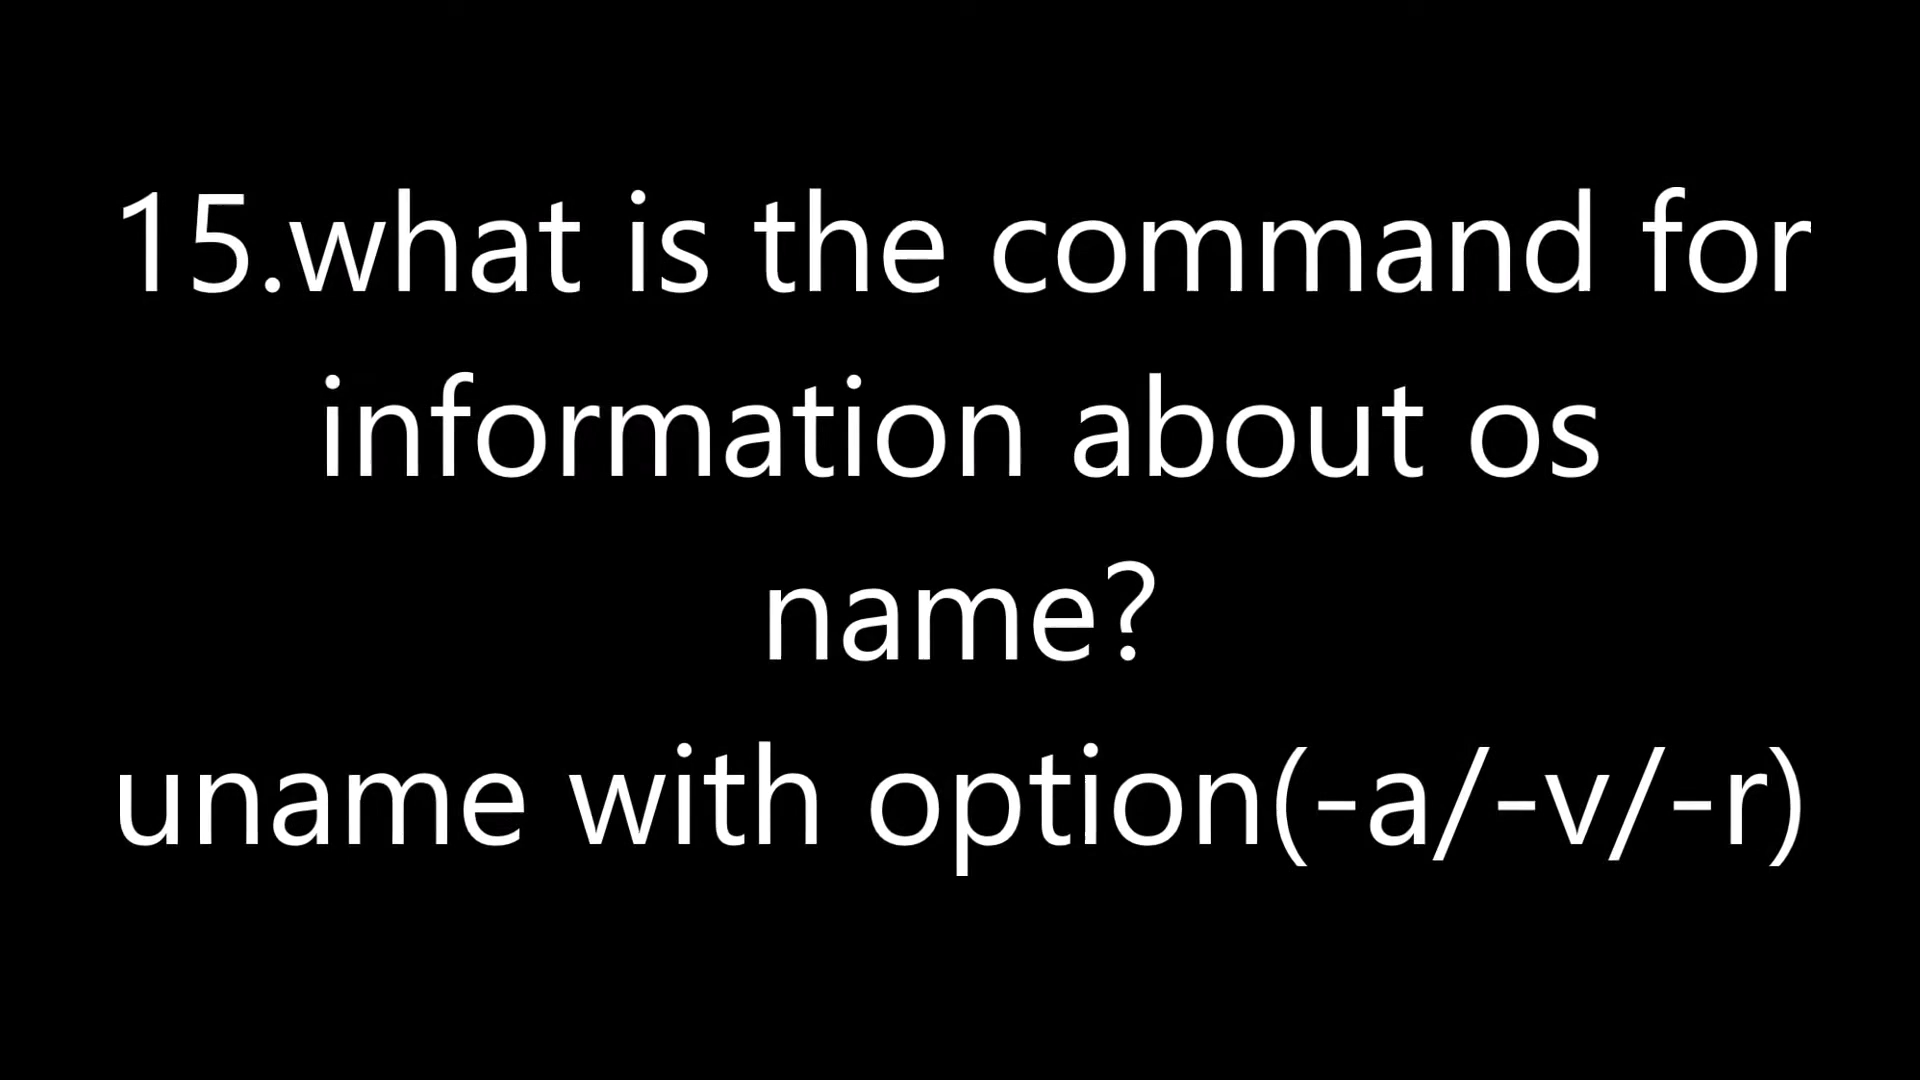 15.what is the command for
information about os
name?
uname with option(-a/-v/-r)